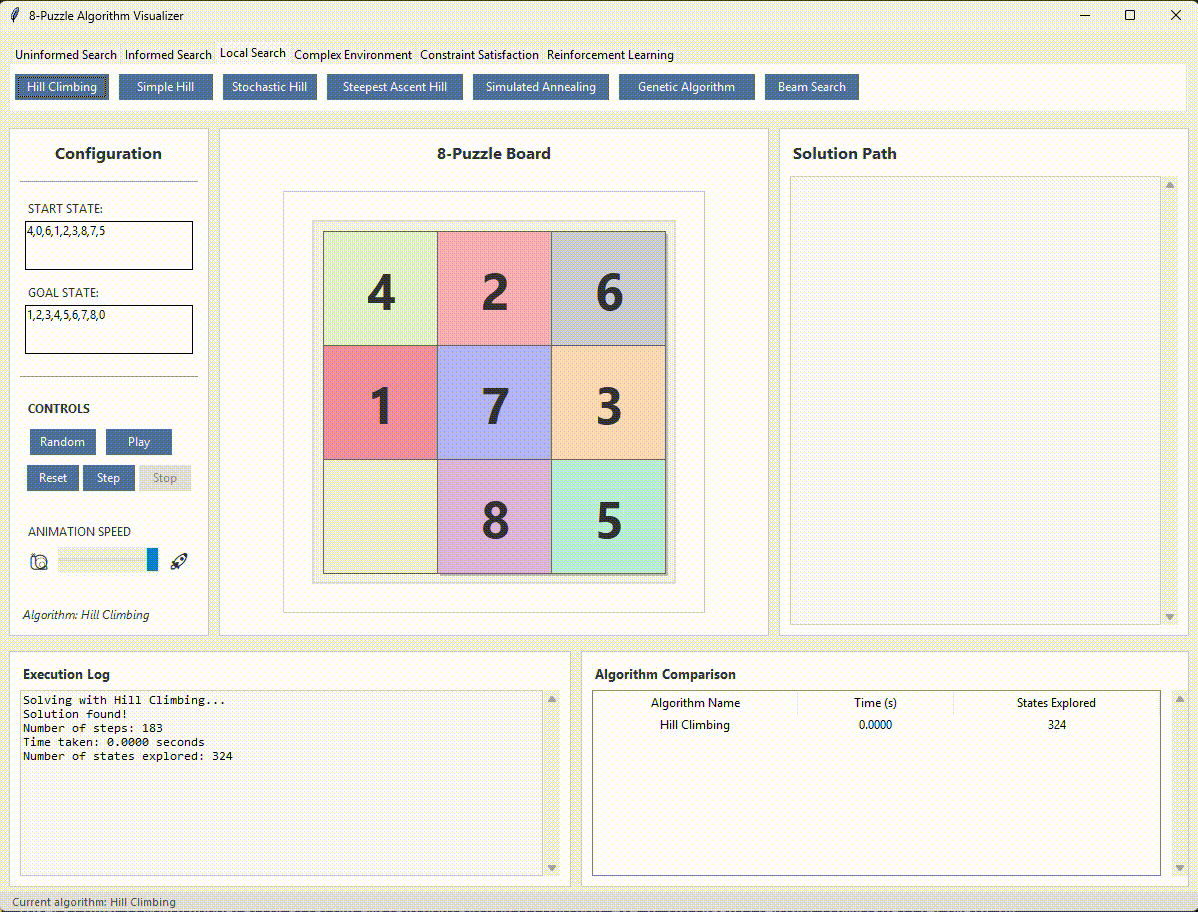 8-Puzzle Algorithm Visualizer
Uninformed Search Informed Search Local Search Complex Environment Constraint Satisfaction Reinforcement Learning
Hill Climbing Simple Hill Stochastic Hill Steepest Ascent Hill Simulated Annealing Genetic Algorithm Beam Search
Configuration
START STATE:
4,0,6,1,2,3,8,7,5
GOAL STATE:
1,2,3,4,5,6,7,8,0
CONTROLS
Random Play
Reset Step Stop
ANIMATION SPEED
Algorithm: Hill Climbing
8-Puzzle Board
4 2 6
1 7 3
8 5
Solution Path
Execution Log
Solving with Hill Climbing...
Solution found!
Number of steps: 183
Time taken: 0.0000 seconds
Number of states explored: 324
Algorithm Comparison
Algorithm Name Time (s) States Explored
Hill Climbing 0.0000 324
Current algorithm: Hill Climbing